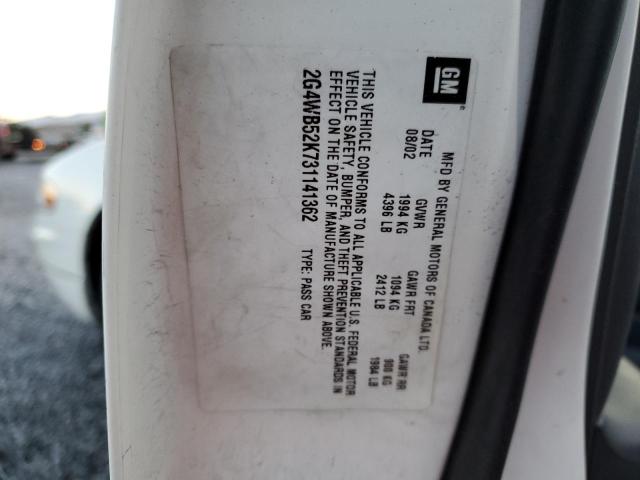 GM
MFD BY GENERAL MOTORS OF CANADA LTD.
DATE GVWR GAWR FRT GAWR RR
08/02 1994 KG 1094 KG 900 KG
4396 LB 2412 LB 1984 LB
THIS VEHICLE CONFORMS TO ALL APPLICABLE U.S. FEDERAL MOTOR
VEHICLE SAFETY, BUMPER, AND THEFT PREVENTION STANDARDS IN
EFFECT ON THE DATE OF MANUFACTURE SHOWN ABOVE.
2G4WB52K731141362 TYPE: PASS CAR